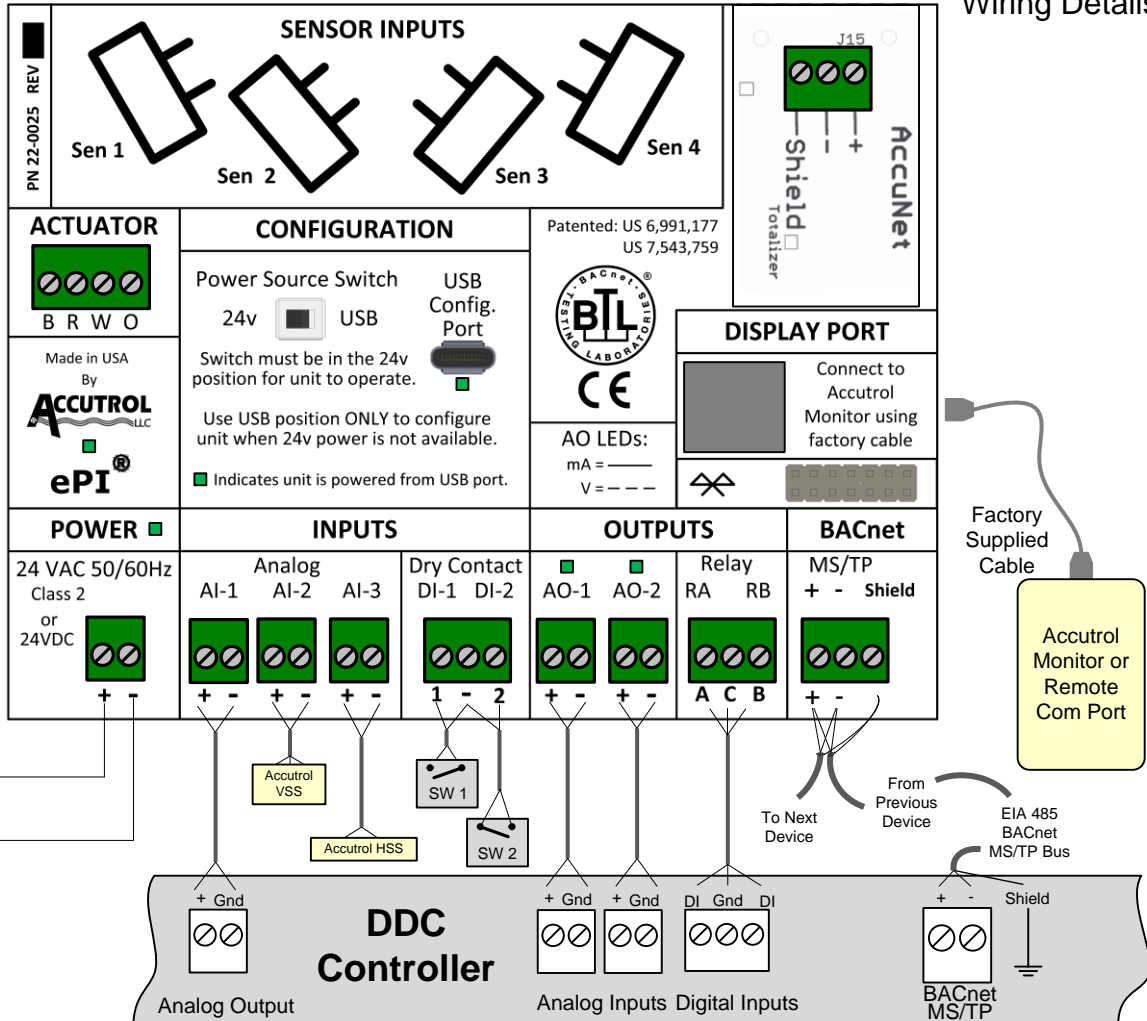 Wiring Details
PN 22-0025 REV
SENSOR INPUTS
Sen 1
Sen 2
Sen 3
Sen 4
J15
Shield
-
+
Totalizer
AccuNet
ACTUATOR
B R W O
CONFIGURATION
Power Source Switch
24v
USB
USB
Config.
Port
Switch must be in the 24v
position for unit to operate.
Use USB position ONLY to configure
unit when 24v power is not available.
Indicates unit is powered from USB port.
Patented: US 6,991,177
US 7,543,759
BACnet
BTL
®
TESTING LABORATORIES
CE
AO LEDs:
mA =
V =
DISPLAY PORT
Connect to
Accutrol
Monitor using
factory cable
Made in USA
By
ACCUTROL
LLC
ePI®
POWER
24 VAC 50/60Hz
Class 2
or
24VDC
+ -
INPUTS
Analog
AI-1 AI-2 AI-3
+ - + - + -
Dry Contact
DI-1 DI-2
1 - 2
OUTPUTS
AO-1 AO-2
+ - + -
Relay
RA RB
A C B
BACnet
MS/TP
+ - Shield
+ -
Factory
Supplied
Cable
Accutrol
Monitor or
Remote
Com Port
Accutrol
VSS
Accutrol HSS
SW 1
SW 2
To Next
Device
From
Previous
Device
EIA 485
BACnet
MS/TP Bus
DDC
Controller
+ Gnd
Analog Output
+ Gnd + Gnd
Analog Inputs
DI Gnd DI
Digital Inputs
+ - Shield
BACnet
MS/TP